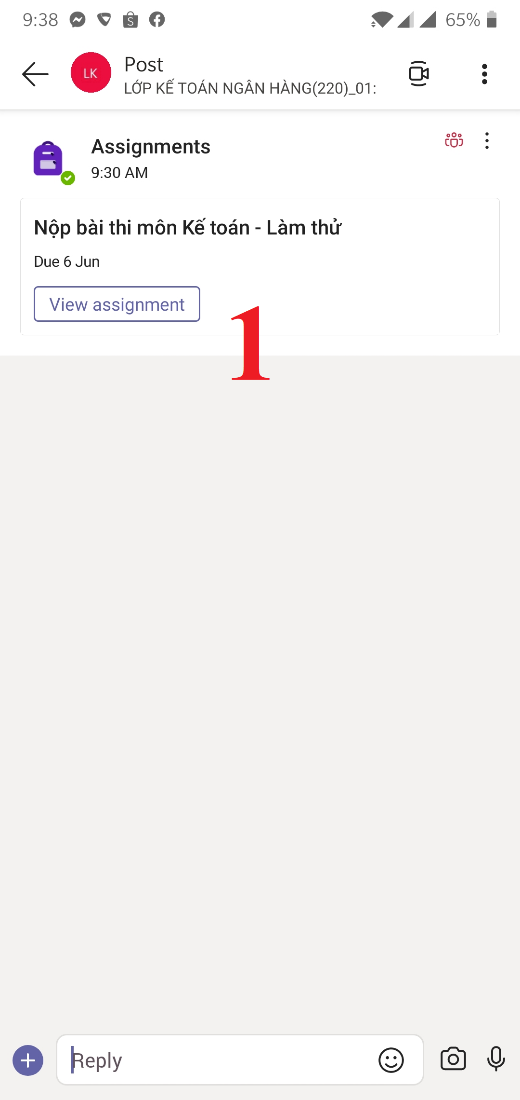 9:38
65%
LK
Post
LỚP KẾ TOÁN NGÂN HÀNG(220)_01:
Assignments
9:30 AM
Nộp bài thi môn Kế toán - Làm thử
Due 6 Jun
View assignment
1
Reply